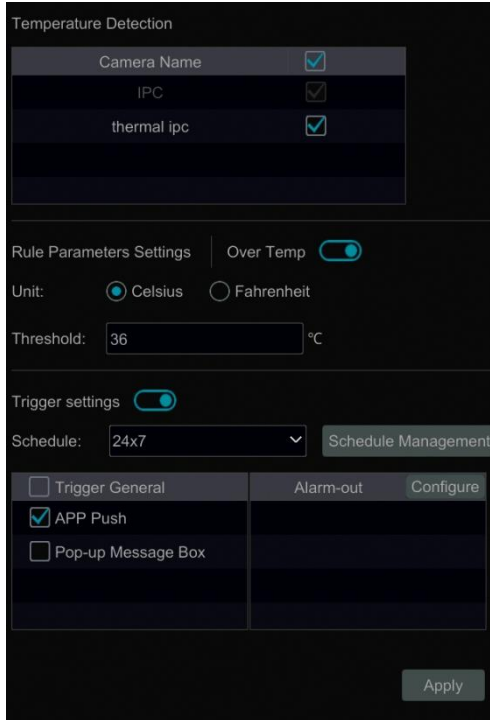 Temperature Detection
Camera Name
IPC
thermal ipc
Rule Parameters Settings Over Temp
Unit: Celsius Fahrenheit
Threshold: 36 ℃
Trigger settings
Schedule: 24x7 Schedule Management
Trigger General Alarm-out Configure
APP Push
Pop-up Message Box
Apply